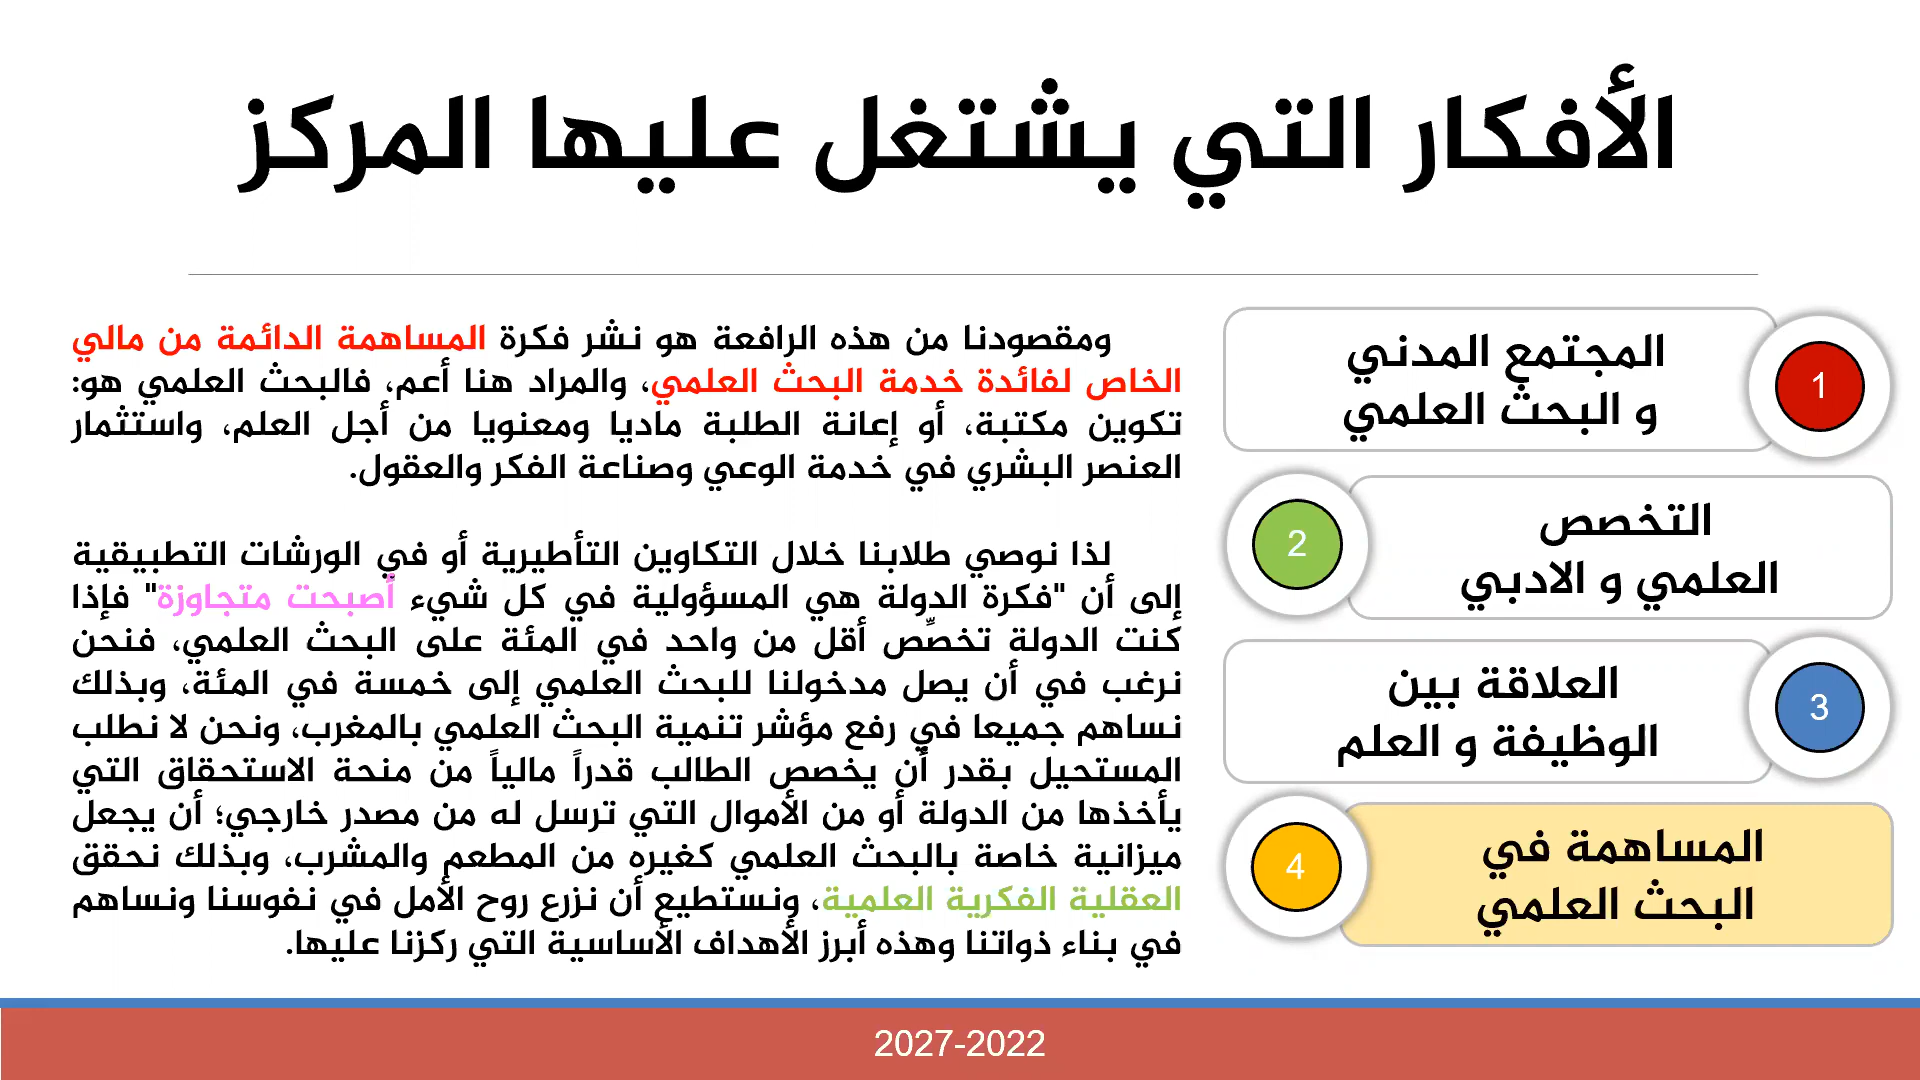 الأفكار التي يشتغل عليها المركز
1
المجتمع المدني
و البحث العلمي
2
التخصص
العلمي و الادبي
3
العلاقة بين
الوظيفة و العلم
4
المساهمة في
البحث العلمي
ومقصودنا من هذه الرافعة هو نشر فكرة المساهمة الدائمة من مالي
الخاص لفائدة خدمة البحث العلمي، والمراد هنا أعم، فالبحث العلمي هو:
تكوين مكتبة، أو إعانة الطلبة ماديا ومعنويا من أجل العلم، واستثمار
العنصر البشري في خدمة الوعي وصناعة الفكر والعقول.
لذا نوصي طلابنا خلال التكاوين التأطيرية أو في الورشات التطبيقية
إلى أن "فكرة الدولة هي المسؤولية في كل شيء أصبحت متجاوزة" فإذا
كنت الدولة تخصِّص أقل من واحد في المئة على البحث العلمي، فنحن
نرغب في أن يصل مدخولنا للبحث العلمي إلى خمسة في المئة، وبذلك
نساهم جميعا في رفع مؤشر تنمية البحث العلمي بالمغرب، ونحن لا نطلب
المستحيل بقدر أن يخصص الطالب قدراً مالياً من منحة الاستحقاق التي
يأخذها من الدولة أو من الأموال التي ترسل له من مصدر خارجي؛ أن يجعل
ميزانية خاصة بالبحث العلمي كغيره من المطعم والمشرب، وبذلك نحقق
العقلية الفكرية العلمية، ونستطيع أن نزرع روح الأمل في نفوسنا ونساهم
في بناء ذواتنا وهذه أبرز الأهداف الأساسية التي ركزنا عليها.
2027-2022